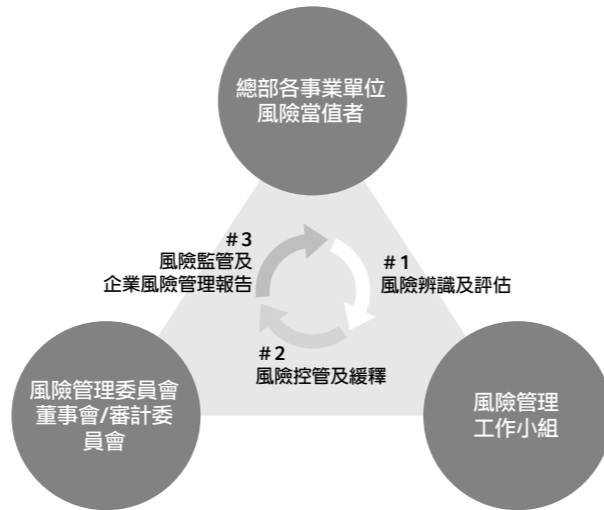 總部各事業單位
風險當值者
#3
風險監管及
企業風險管理報告
#1
風險辨識及評估
#2
風險控管及緩釋
風險管理委員會
董事會/審計委
員會
風險管理
工作小組